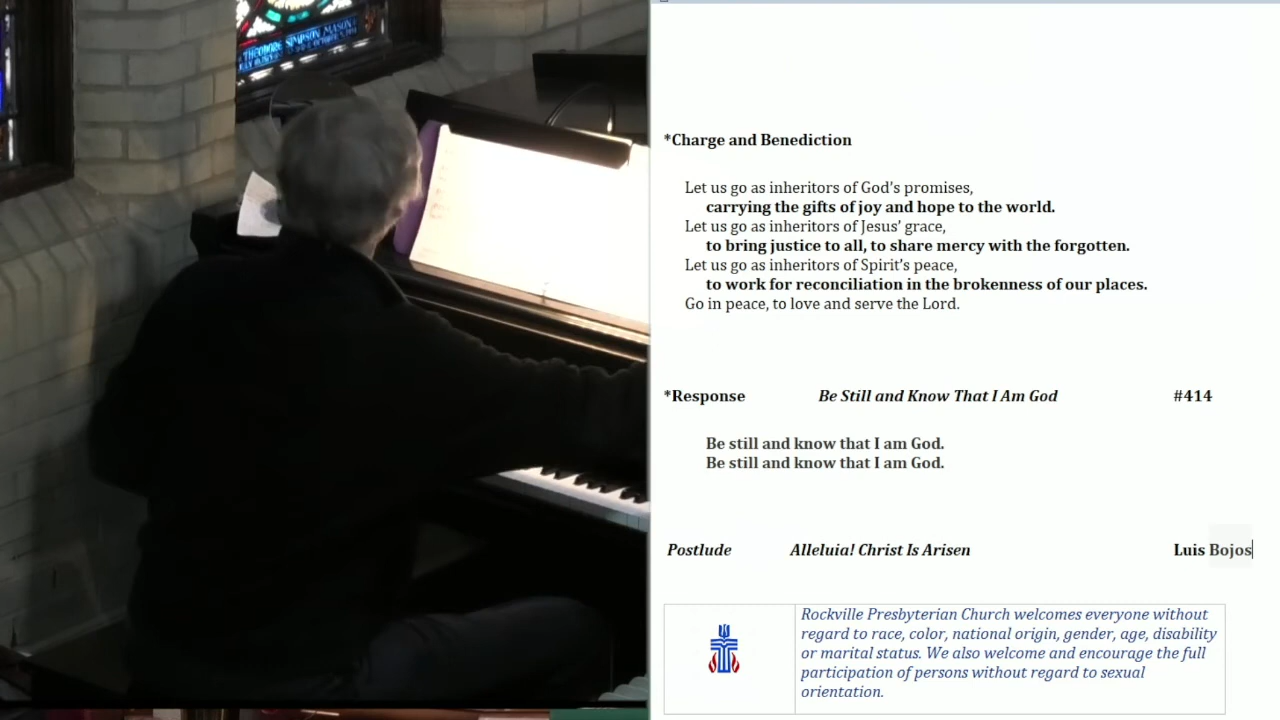 THEODORE SIMPSON MASON
*Charge and Benediction
Let us go as inheritors of God's promises,
carrying the gifts of joy and hope to the world.
Let us go as inheritors of Jesus' grace,
to bring justice to all, to share mercy with the forgotten.
Let us go as inheritors of Spirit's peace,
to work for reconciliation in the brokenness of our places.
Go in peace, to love and serve the Lord.
*Response Be Still and Know That I Am God #414
Be still and know that I am God.
Be still and know that I am God.
Postlude Alleluia! Christ Is Arisen Luis Bojos
Rockville Presbyterian Church welcomes everyone without
regard to race, color, national origin, gender, age, disability
or marital status. We also welcome and encourage the full
participation of persons without regard to sexual
orientation.